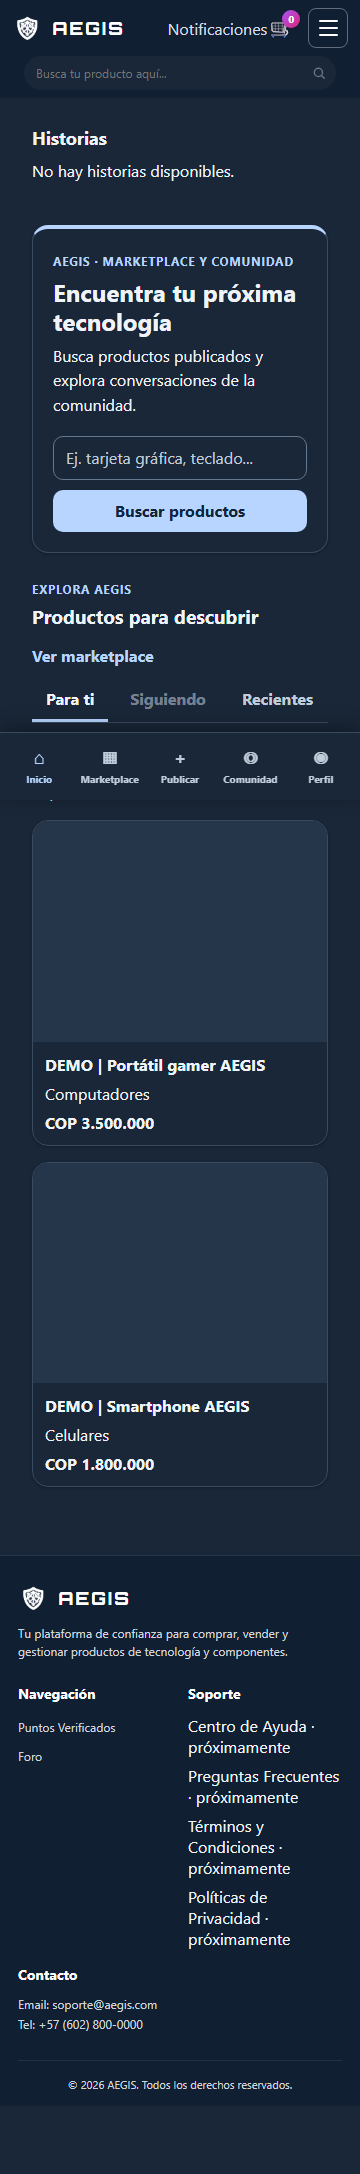 AEGIS
Notificaciones
0
Busca tu producto aquí...
Historias
No hay historias disponibles.
AEGIS · MARKETPLACE Y COMUNIDAD
Encuentra tu próxima
tecnología
Busca productos publicados y
explora conversaciones de la
comunidad.
Ej. tarjeta gráfica, teclado...
Buscar productos
EXPLORA AEGIS
Productos para descubrir
Ver marketplace
Para ti
Siguiendo
Recientes
Inicio
Marketplace
Publicar
Comunidad
Perfil
DEMO | Portátil gamer AEGIS
Computadores
COP 3.500.000
DEMO | Smartphone AEGIS
Celulares
COP 1.800.000
AEGIS
Tu plataforma de confianza para comprar, vender y
gestionar productos de tecnología y componentes.
Navegación
Puntos Verificados
Foro
Soporte
Centro de Ayuda ·
próximamente
Preguntas Frecuentes
· próximamente
Términos y
Condiciones ·
próximamente
Políticas de
Privacidad ·
próximamente
Contacto
Email: soporte@aegis.com
Tel: +57 (602) 800-0000
© 2026 AEGIS. Todos los derechos reservados.